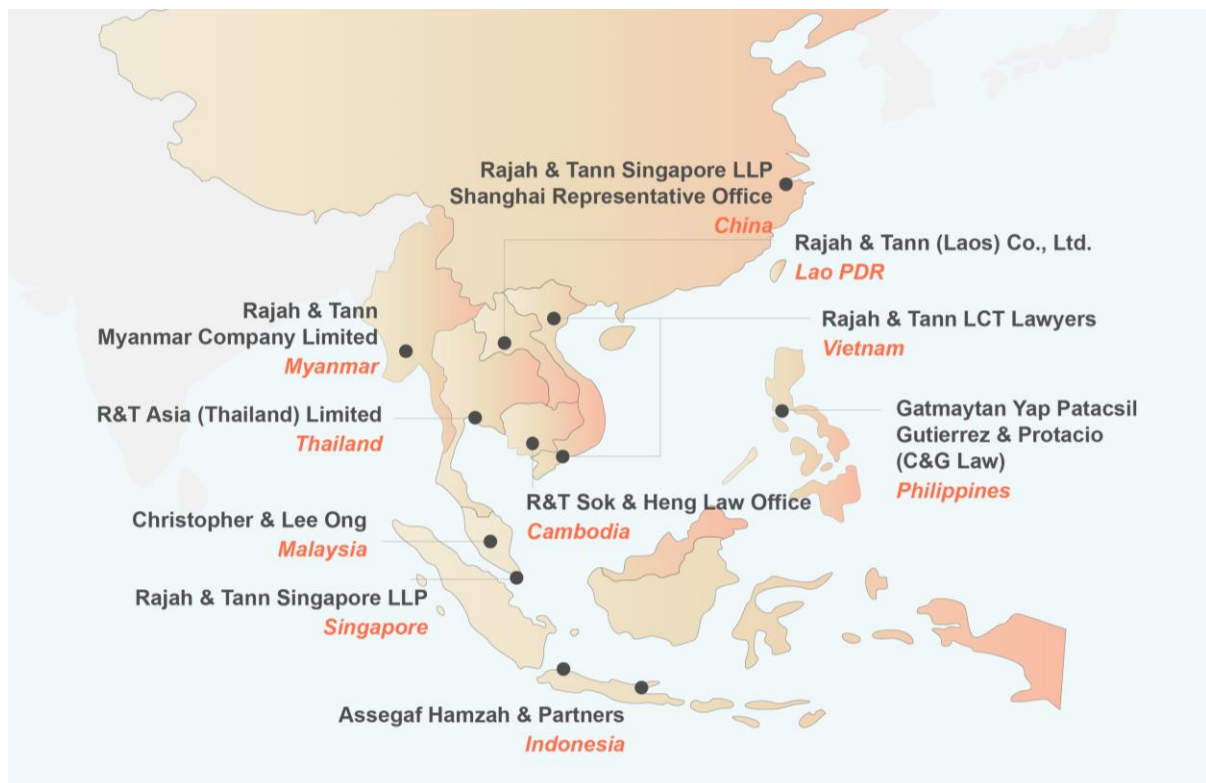 Rajah & Tann Singapore LLP
Shanghai Representative Office
China
Rajah & Tann (Laos) Co., Ltd.
Lao PDR
Rajah & Tann
Myanmar Company Limited
Myanmar
Rajah & Tann LCT Lawyers
Vietnam
R&T Asia (Thailand) Limited
Thailand
Gatmaytan Yap Patacsil
Gutierrez & Protacio
(C&G Law)
Philippines
R&T Sok & Heng Law Office
Cambodia
Christopher & Lee Ong
Malaysia
Rajah & Tann Singapore LLP
Singapore
Assegaf Hamzah & Partners
Indonesia